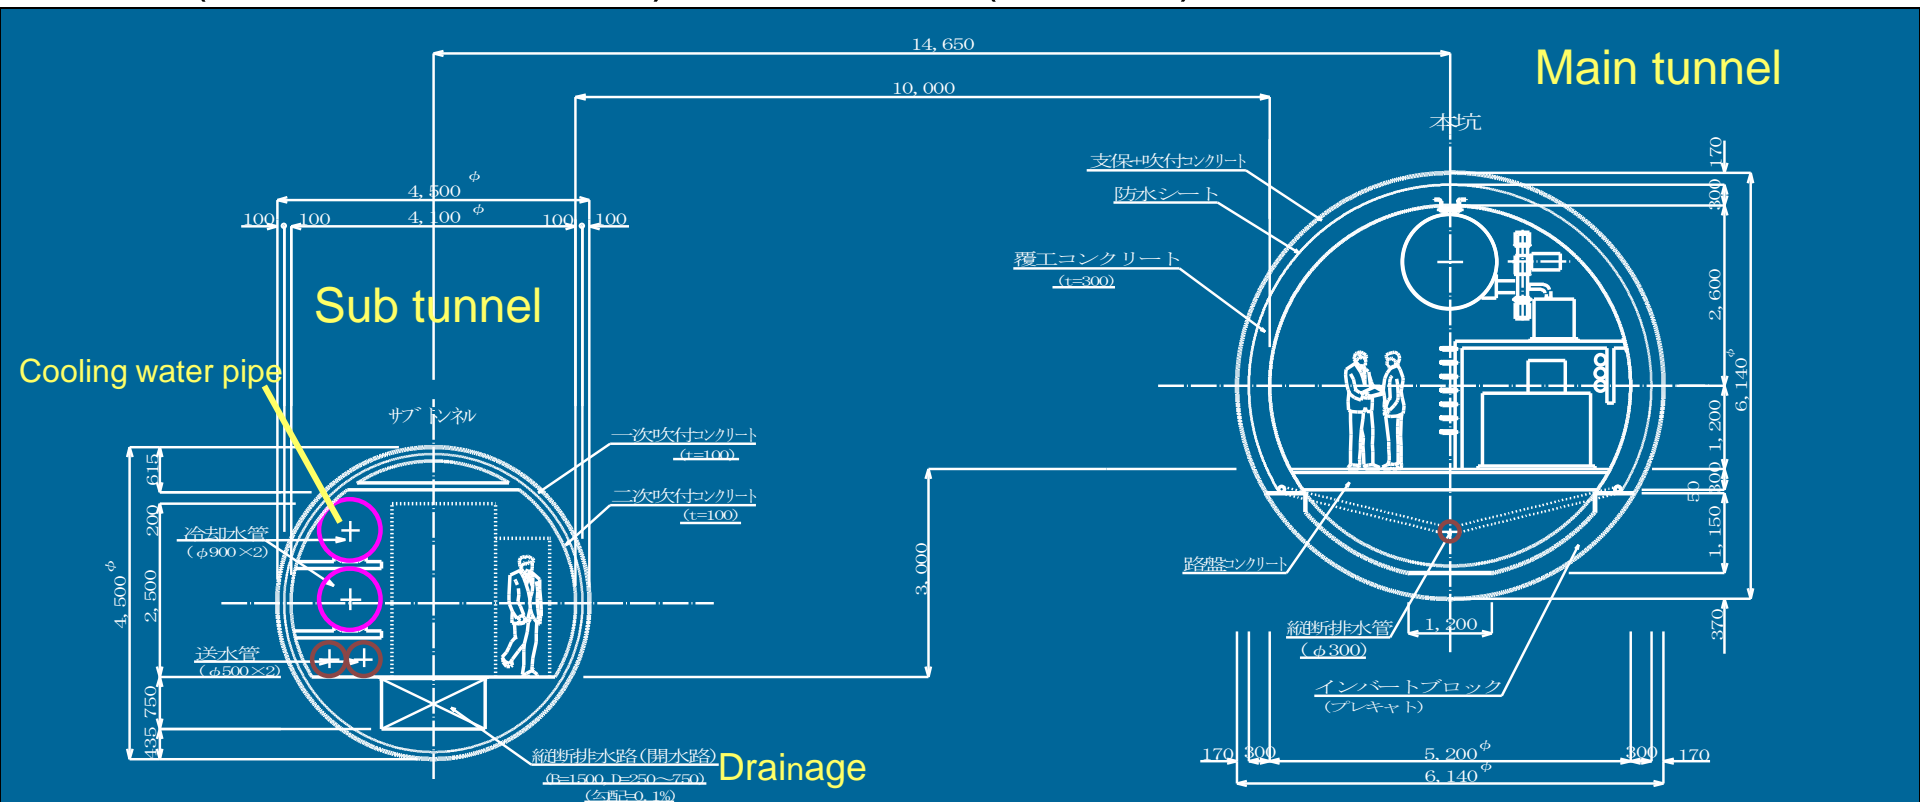 14,650
Main tunnel
10,000
本坑
170
支保+吹付コンクリート
300
防水シート
4,500φ
100 100 4,100φ 100 100
覆工コンクリート
(t=300)
2,600
Sub tunnel
Cooling water pipe
6,140φ
サブトンネル
一次吹付コンクリート
(t=100)
1,200
615
二次吹付コンクリート
(t=100)
300
50
200
冷却水管
(φ900×2)
1,150
4,500φ
2,500
3,000
路盤コンクリート
縦断排水管
(φ300)
1,200
370
送水管
(φ500×2)
インバートブロック
(プレキャト)
750
435
縦断排水路(開水路)
(B=1500,D=250～750)
(勾配=0.1%)
Drainage
170 300 5,200φ 300 170
6,140φ